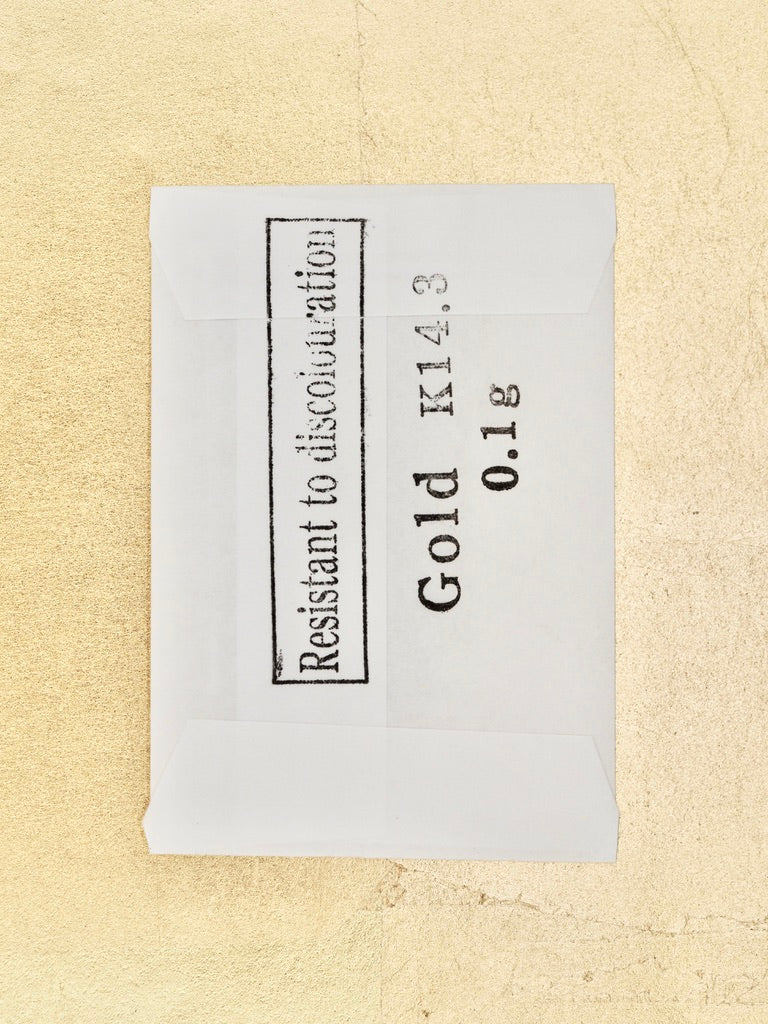 Resistant to discolouration
Gold K14.3
0.1g